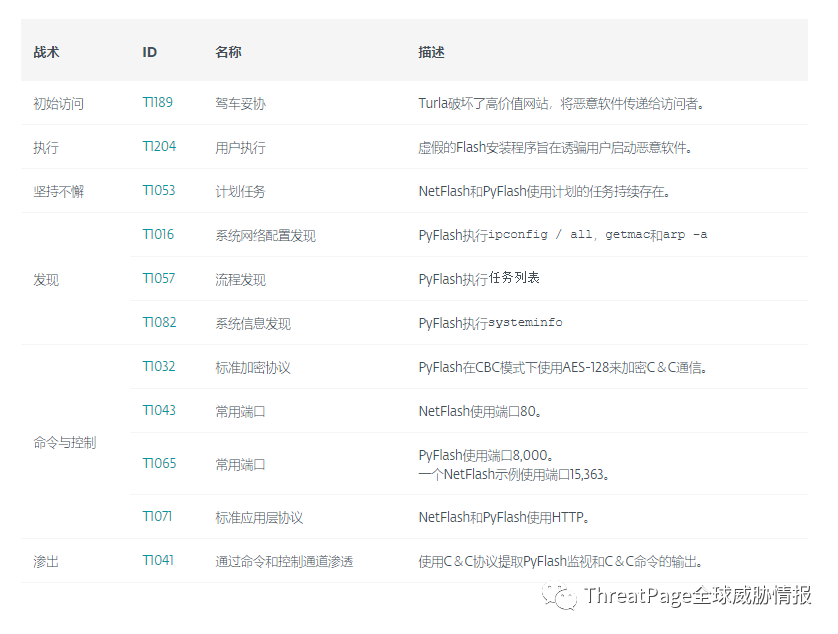 战术 ID 名称 描述
初始访问 T1189 驾车妥协 Turla破坏了高价值网站，将恶意软件传递给访问者。
执行 T1204 用户执行 虚假的Flash安装程序旨在诱骗用户启动恶意软件。
坚持不懈 T1053 计划任务 NetFlash和PyFlash使用计划的任务持续存在。
T1016 系统网络配置发现 PyFlash执行ipconfig / all，getmac和arp -a
发现 T1057 流程发现 PyFlash执行任务列表
T1082 系统信息发现 PyFlash执行systeminfo
T1032 标准加密协议 PyFlash在CBC模式下使用AES-128来加密C＆C通信。
T1043 常用端口 NetFlash使用端口80。
命令与控制
T1065 常用端口 PyFlash使用端口8,000。
一个NetFlash示例使用端口15,363。
T1071 标准应用层协议 NetFlash和PyFlash使用HTTP。
渗出 T1041 通过命令和控制通道渗透 使用C＆C协议提取PyFlash监视和C＆C命令的输出。
ThreatPage全球威胁情报